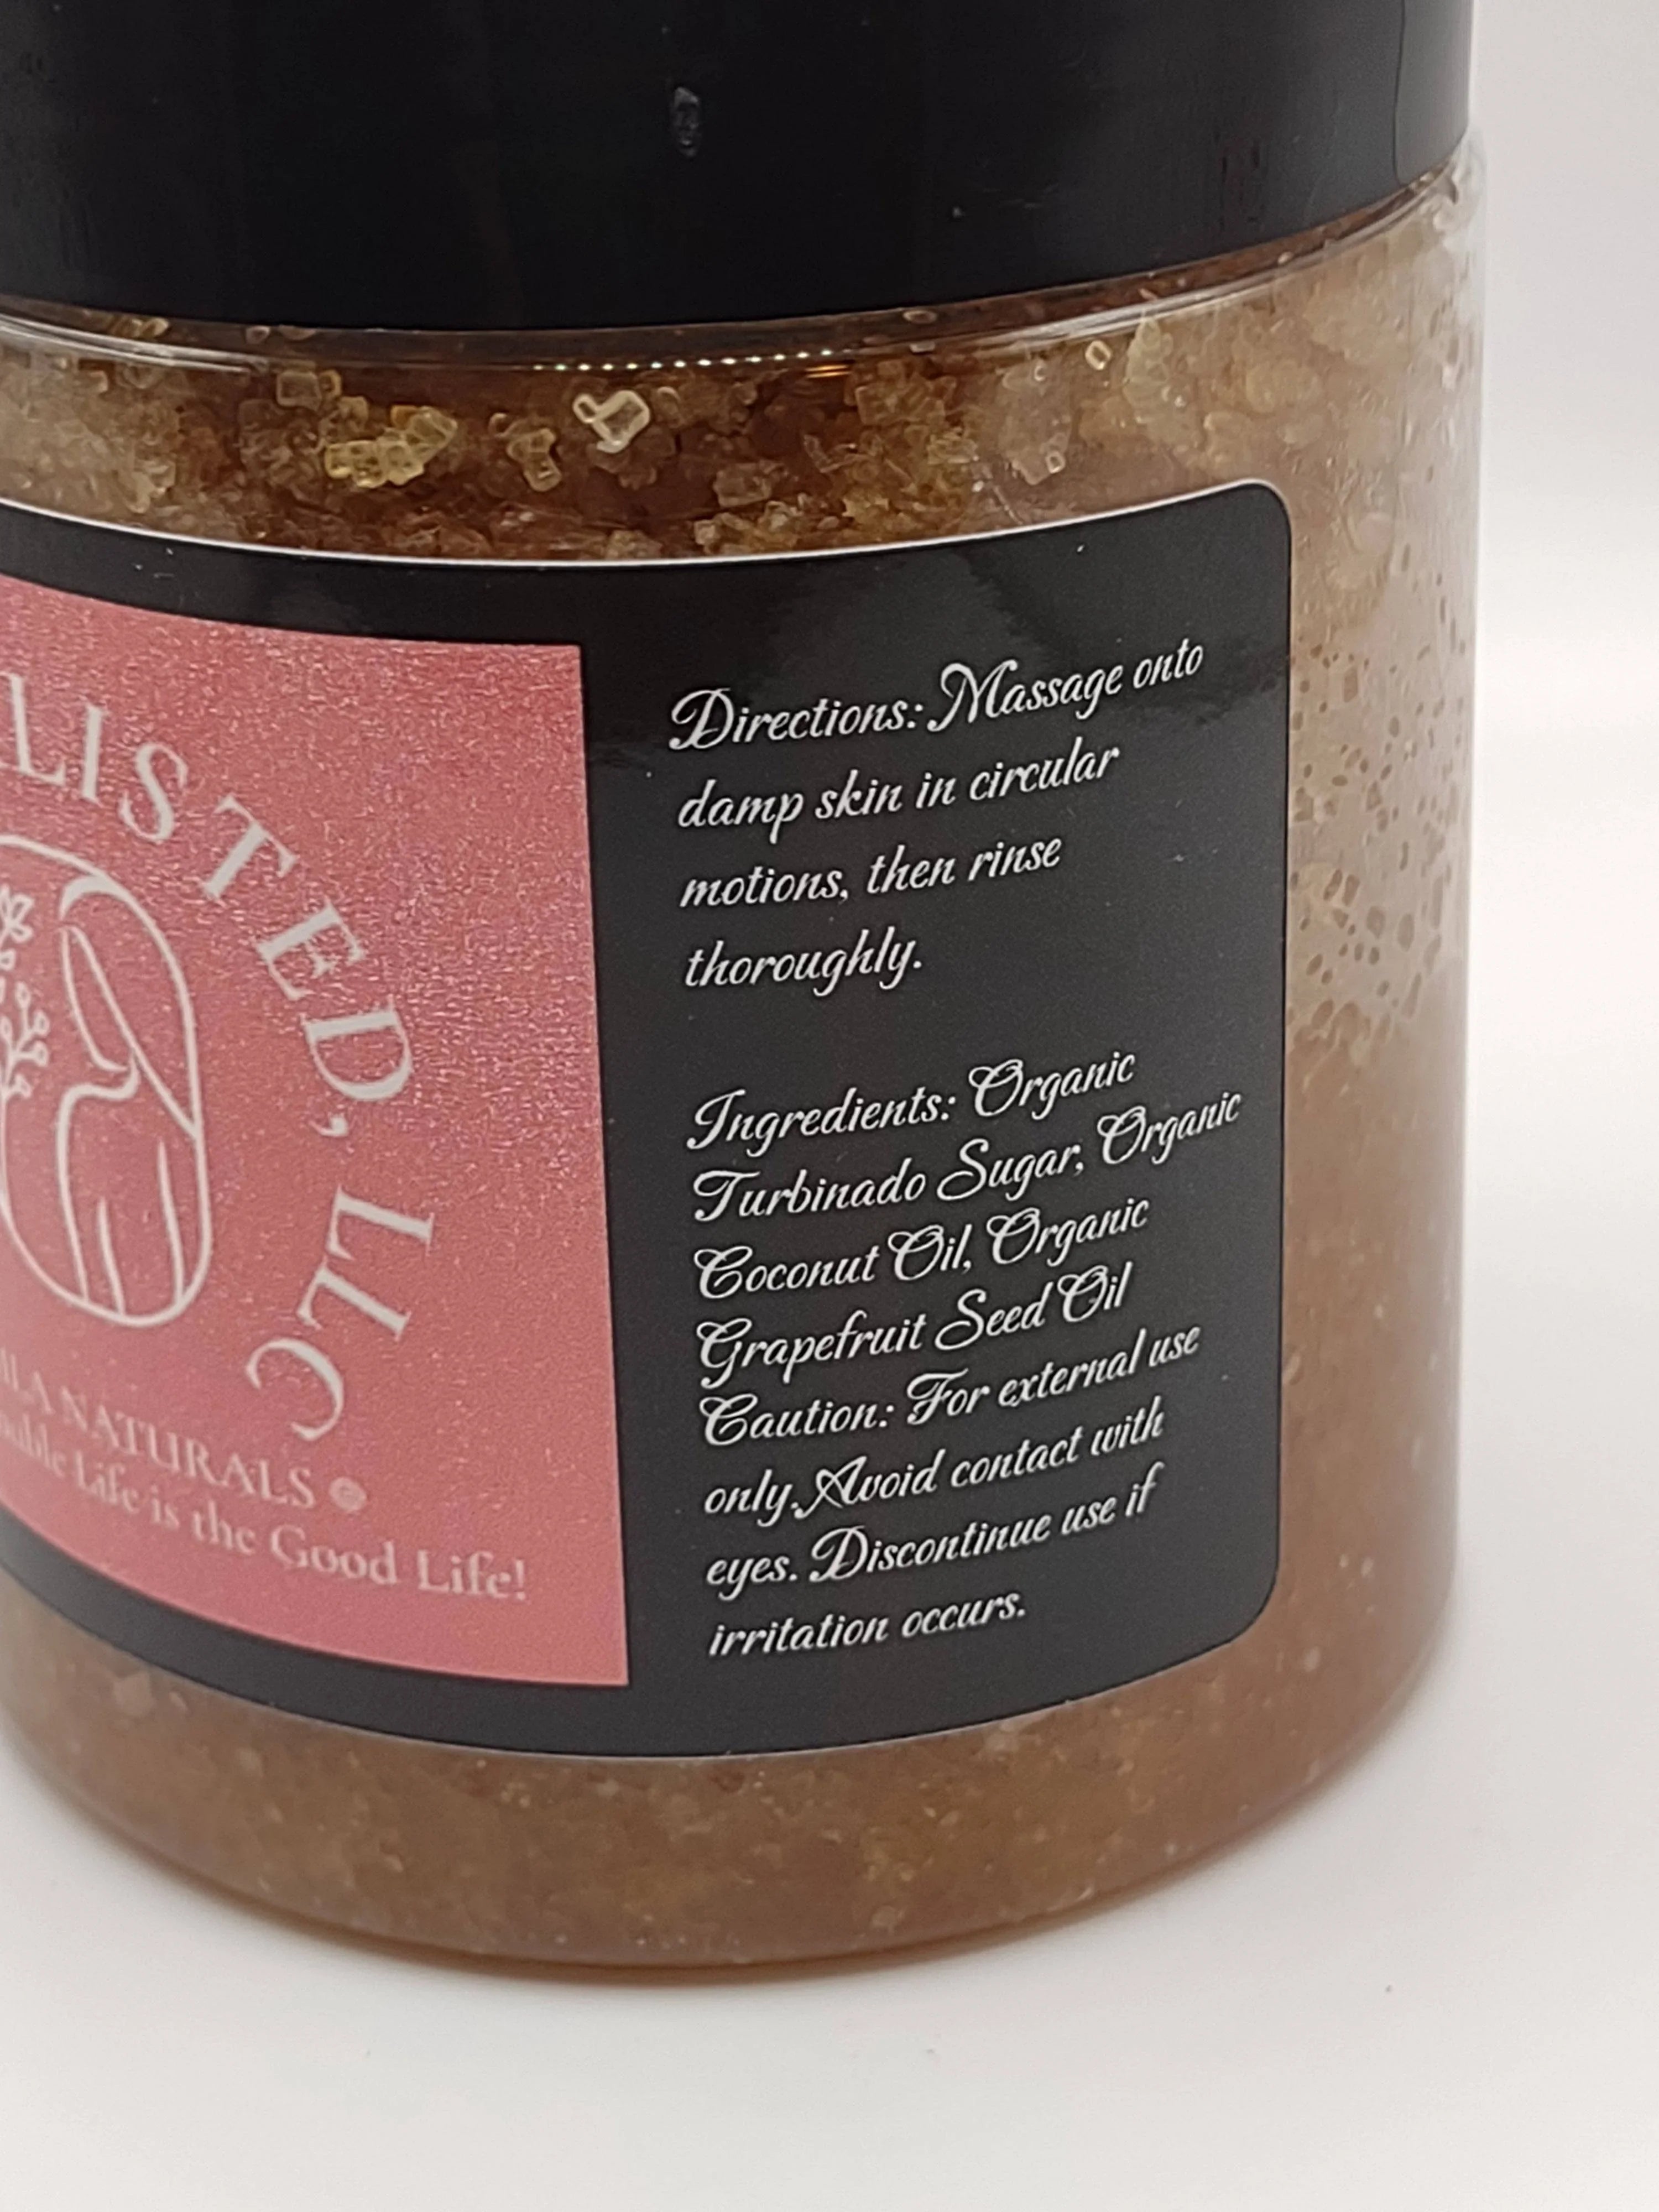 LISTED, LLC
NATURALS
Life is the Good Life!
Directions: Massage onto
damp skin in circular
motions, then rinse
thoroughly.
Ingredients: Organic
Turbinado Sugar, Organic
Coconut Oil, Organic
Grapefruit Seed Oil
Caution: For external use
only. Avoid contact with
eyes. Discontinue use if
irritation occurs.